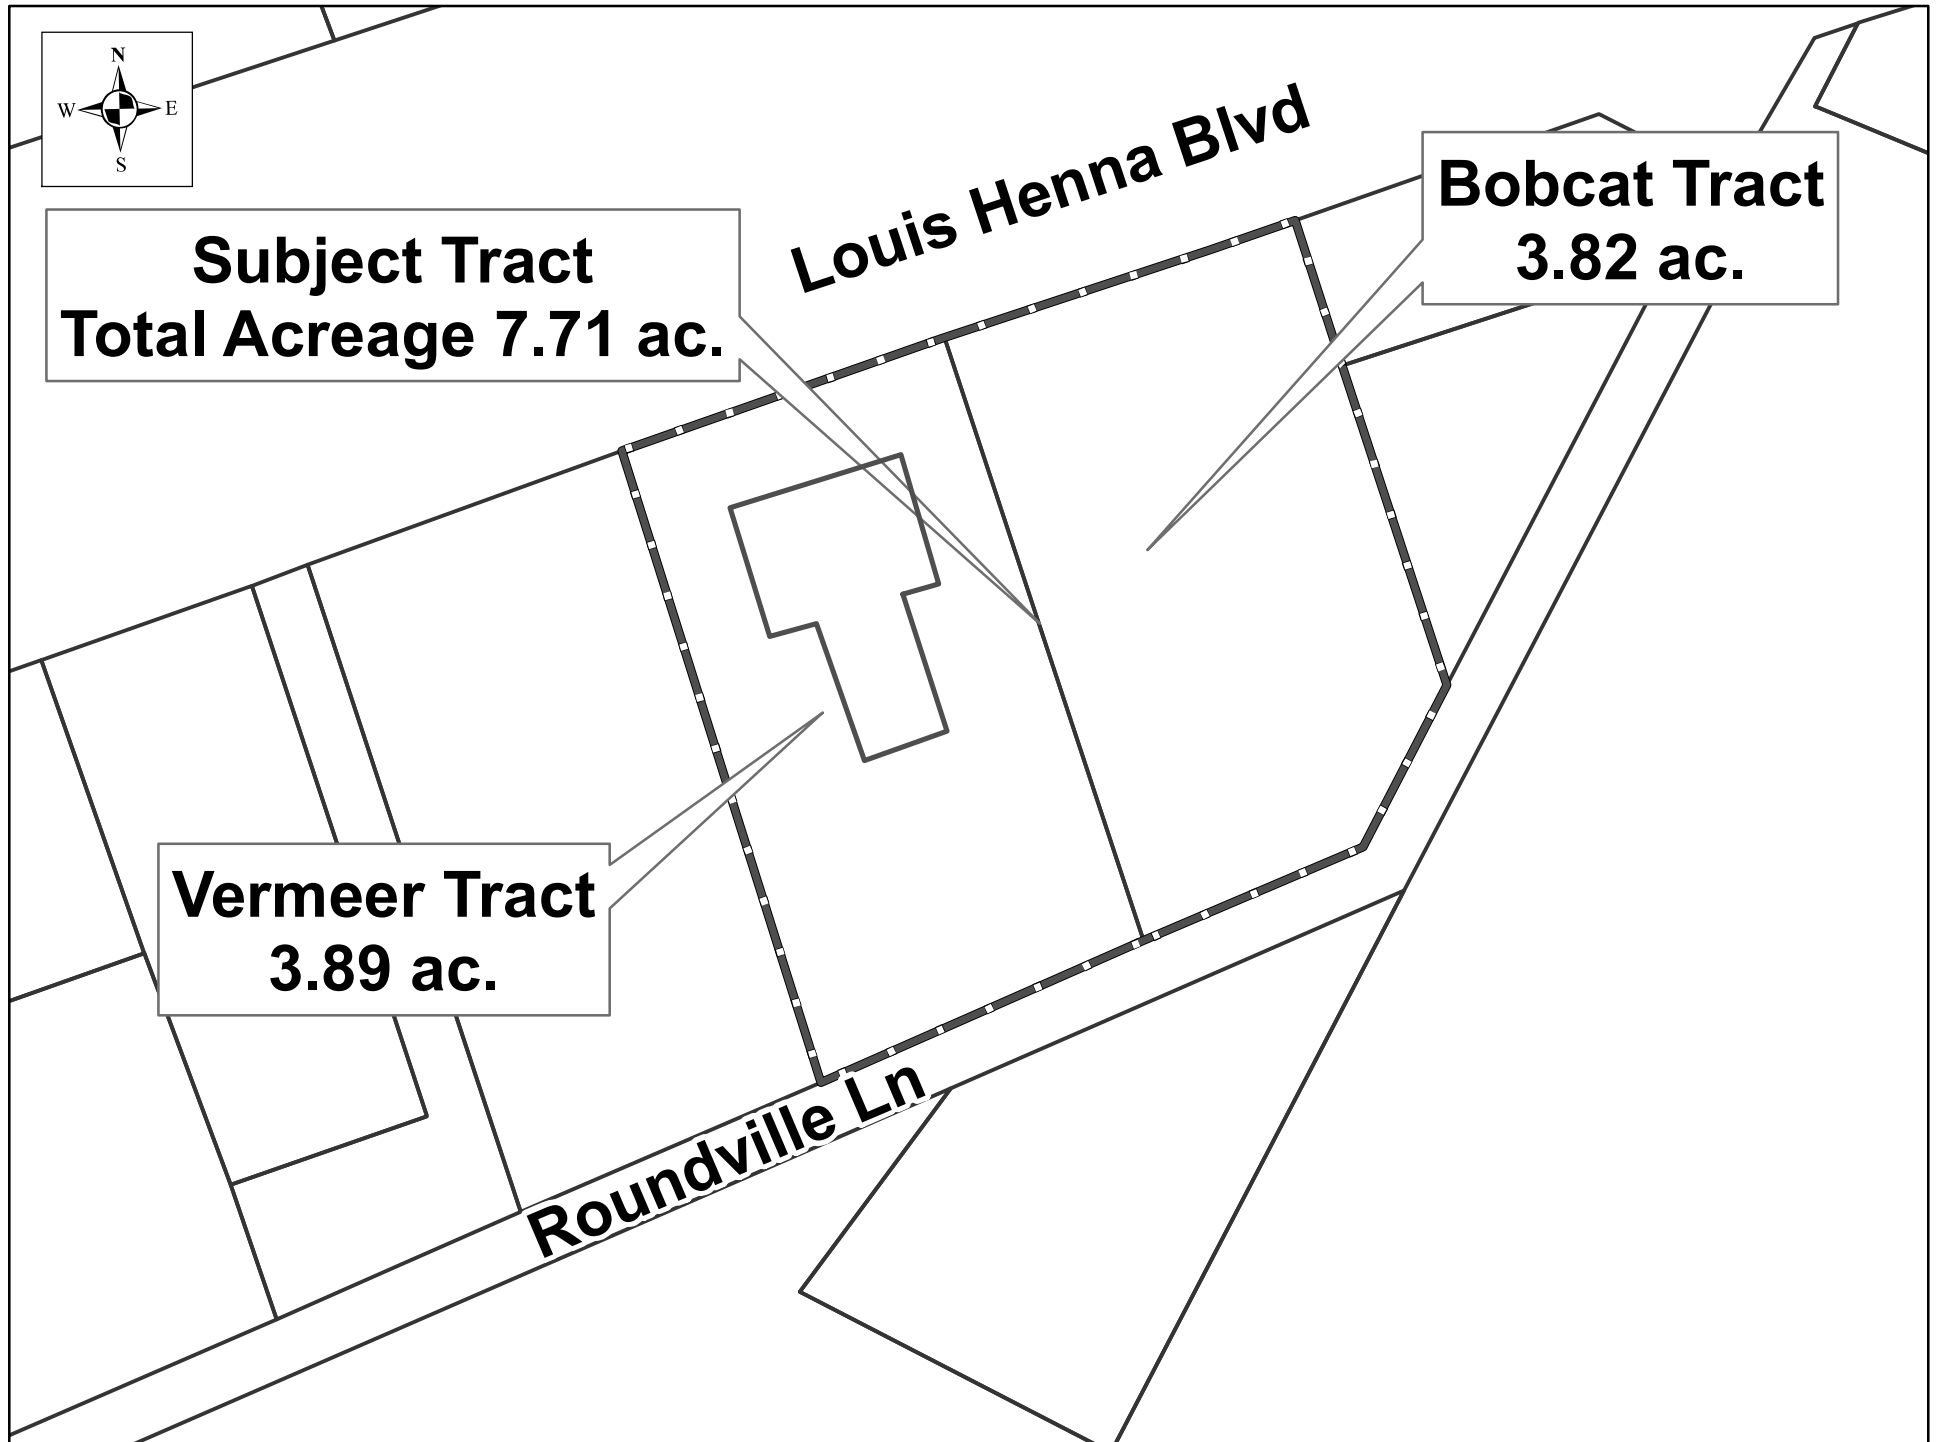 N
W E
S
Louis Henna Blvd
Bobcat Tract
3.82 ac.
Subject Tract
Total Acreage 7.71 ac.
Vermeer Tract
3.89 ac.
Roundville Ln